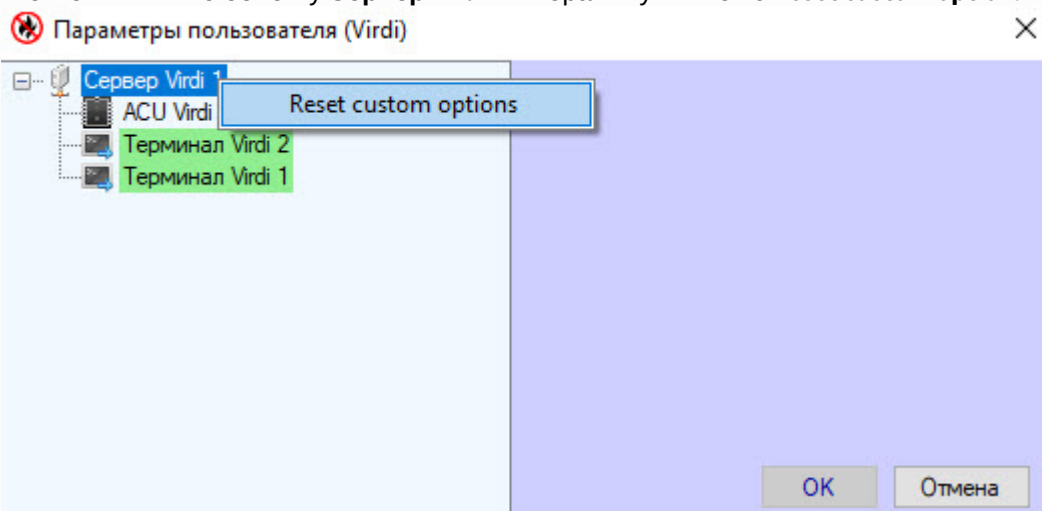 Параметры пользователя (Virdi)
Сервер Virdi 1
Reset custom options
ACU Virdi
Терминал Virdi 2
Терминал Virdi 1
OK
Отмена